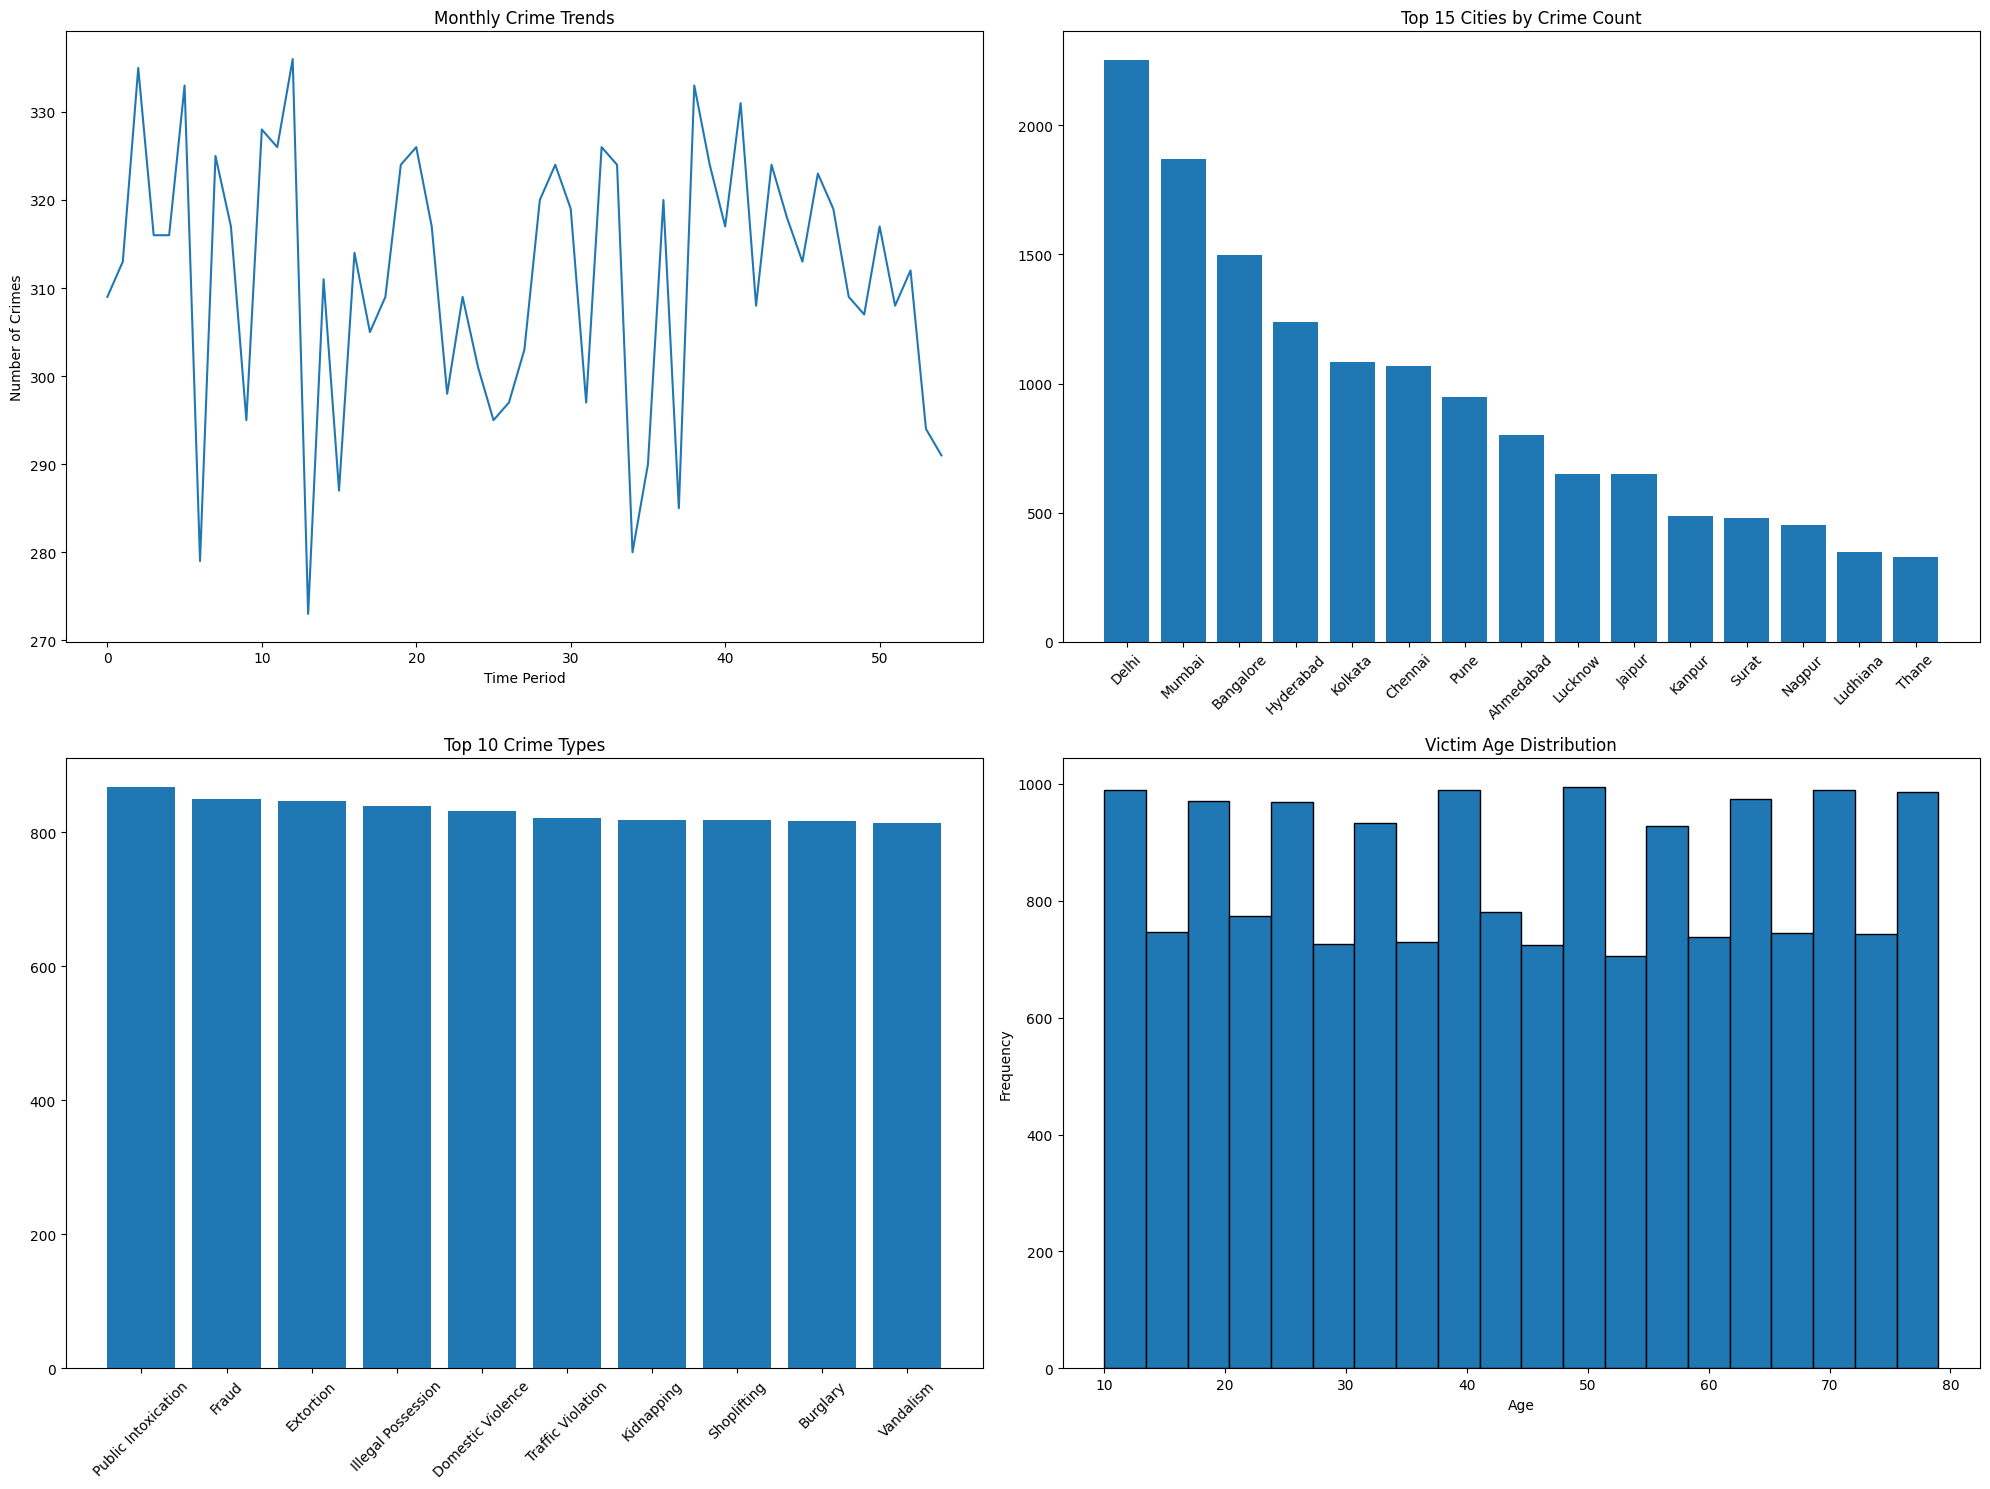 Monthly Crime Trends
Number of Crimes
330
320
310
300
290
280
270
0 10 20 30 40 50
Time Period
Top 15 Cities by Crime Count
2000
1500
1000
500
0
Delhi Mumbai Bangalore Hyderabad Kolkata Chennai Pune Ahmedabad Lucknow Jaipur Kanpur Surat Nagpur Ludhiana Thane
Top 10 Crime Types
800
600
400
200
0
Public Intoxication Fraud Extortion Illegal Possession Domestic Violence Traffic Violation Kidnapping Shoplifting Burglary Vandalism
Victim Age Distribution
Frequency
1000
800
600
400
200
0
10 20 30 40 50 60 70 80
Age